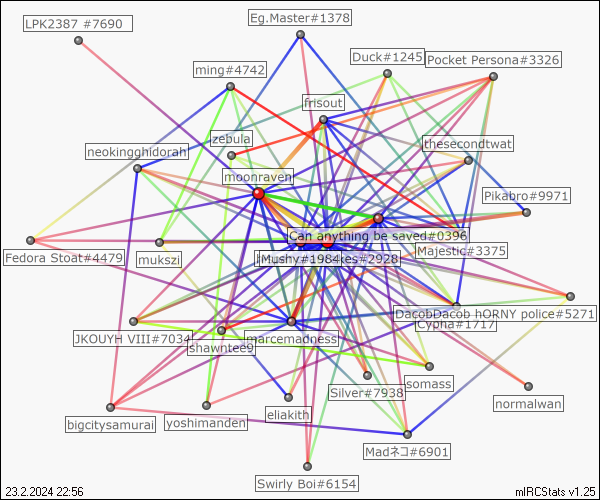 LPK2387 #7690
Eg.Master#1378
Duck#1245
Pocket Persona#3326
ming#4742
frisout
zebula
thesecondtwat
neokingghidorah
moonraven
Pikabro#9971
Can anything be saved#0396
Fedora Stoat#4479
mukszi
Majestic#3375
Mushy#1984
kes#2928
DacobDacob hORNY police#5271
Cypha#1717
JKOUYH VIII#7034
shawntee9
marcemadness
Silver#7938
somass
normalwan
bigcitysamurai
yoshimanden
eliakith
Madネコ#6901
Swirly Boi#6154
23.2.2024 22:56
mIRCStats v1.25